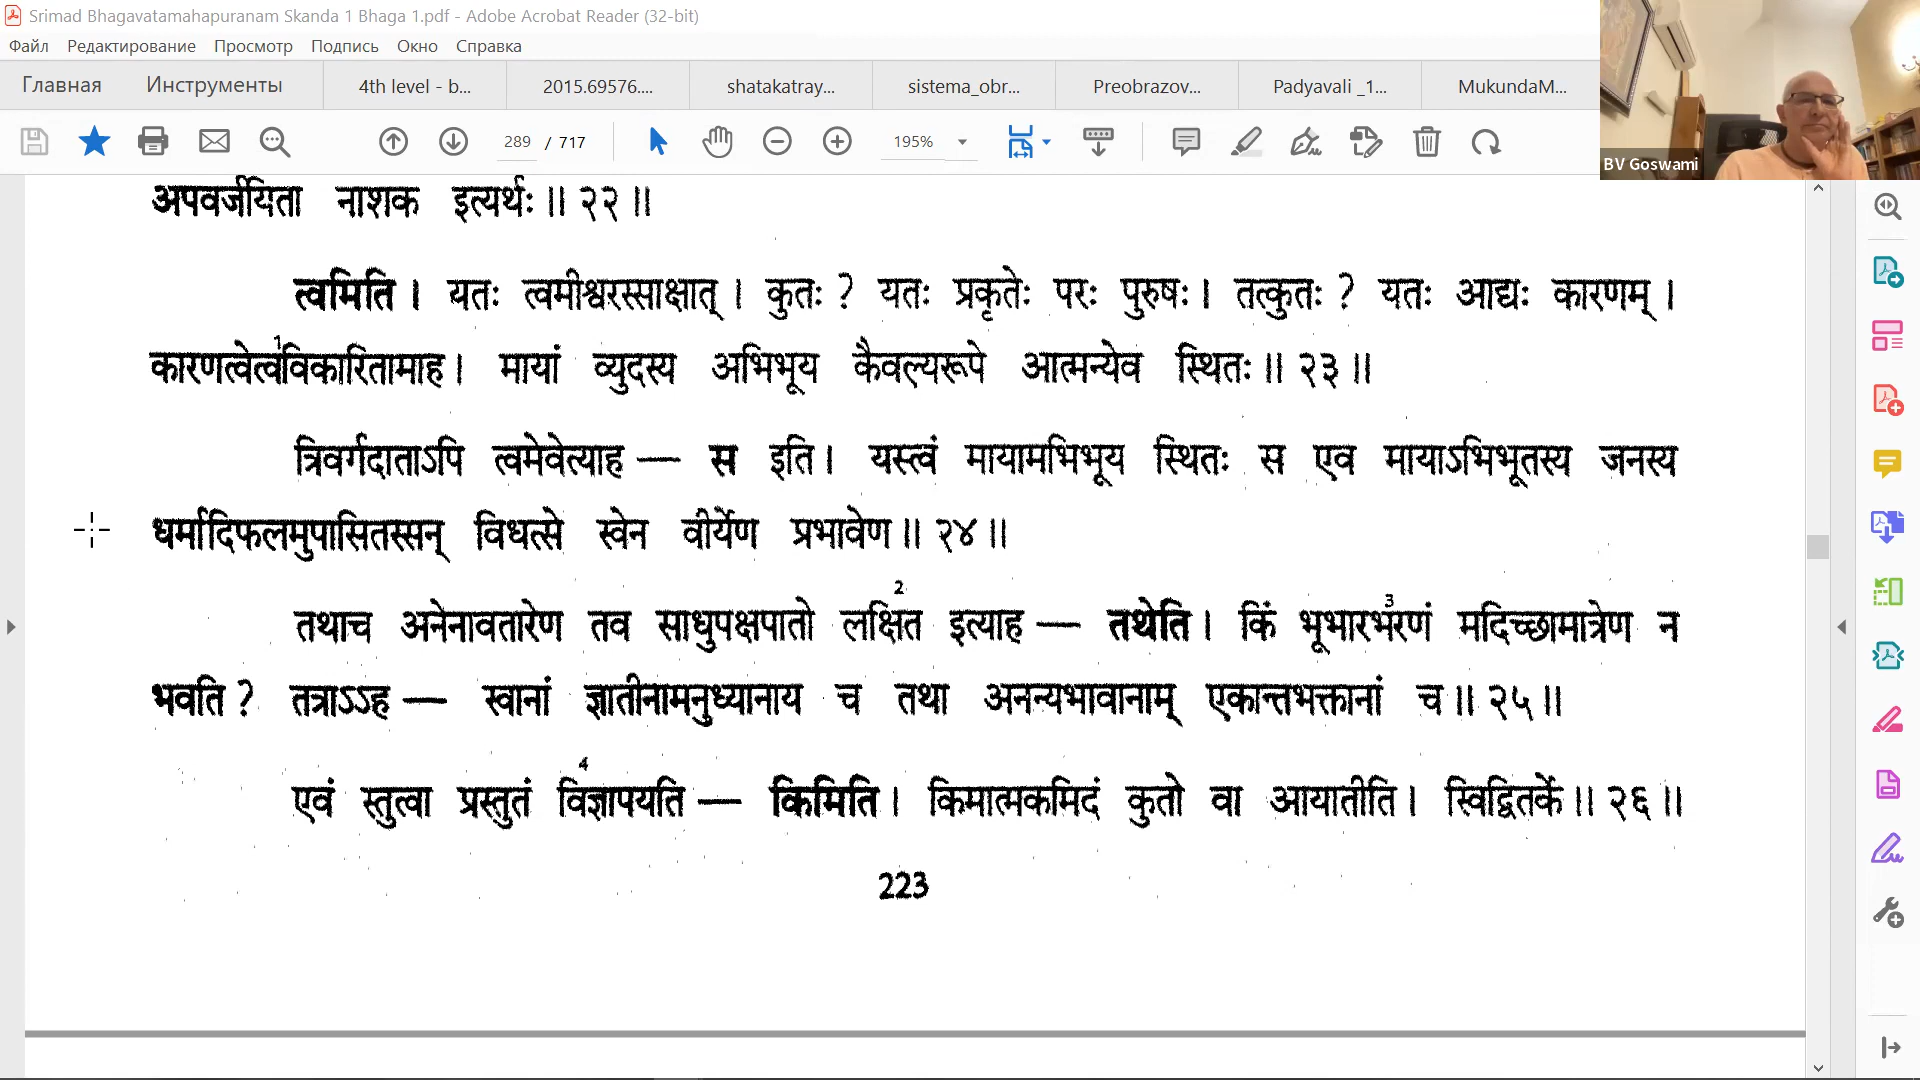 Srimad Bhagavatamahapuranam Skanda 1 Bhaga 1.pdf - Adobe Acrobat Reader (32-bit)
Файл Редактирование Просмотр Подпись Окно Справка
Главная Инструменты 4th level - b... 2015.69576.... shatakatray... sistema_obr... Preobrazov... Padyavali _1... MukundaM...
289 / 717 195%
BV Goswami
अपवर्जयिता नाशक इत्यर्थः ॥ २२ ॥
त्वमिति । यतः त्वमीश्वरस्साक्षात् । कुतः ? यतः प्रकृतेः परः पुरुषः । तत्कुतः ? यतः आद्यः कारणम् ।
कारणत्वेत्वविकारितामाह । मायां व्युदस्य अभिभूय कैवल्यरूपे आत्मन्येव स्थितः ॥ २३ ॥
1
त्रिवर्गदाताऽपि त्वमेवेत्याह — स इति । यस्त्वं मायामभिभूय स्थितः स एव मायाऽभिभूतस्य जनस्य
धर्मादिफलमुपासितस्सन् विधत्से स्वेन वीर्येण प्रभावेण ॥ २४ ॥
2 3
तथाच अनेनावतारेण तव साधुपक्षपातो लक्षित इत्याह — तथेति । किं भूभारभरणं मदिच्छामात्रेण न
भवति ? तत्राऽऽह — स्वानां ज्ञातीनामनुध्यानाय च तथा अनन्यभावानाम् एकान्तभक्तानां च ॥ २५ ॥
4
एवं स्तुत्वा प्रस्तुतं विज्ञापयति — किमिति । किमात्मकमिदं कुतो वा आयातीति । स्विद्वितर्के ॥ २६ ॥
223